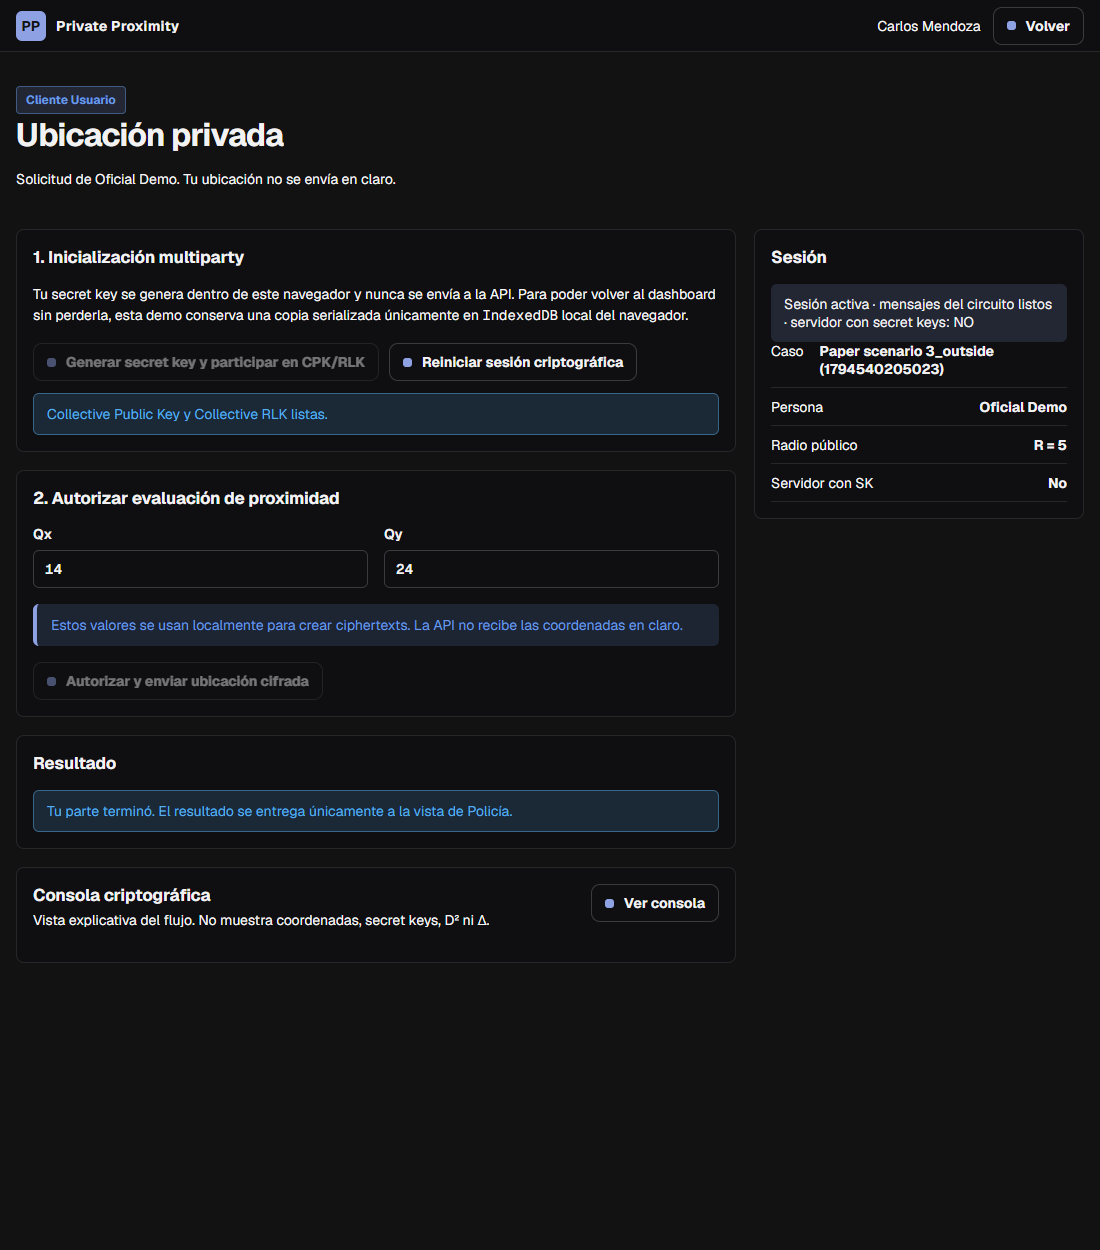 PP Private Proximity
Carlos Mendoza
Volver
Cliente Usuario
Ubicación privada
Solicitud de Oficial Demo. Tu ubicación no se envía en claro.
1. Inicialización multiparty
Tu secret key se genera dentro de este navegador y nunca se envía a la API. Para poder volver al dashboard
sin perderla, esta demo conserva una copia serializada únicamente en IndexedDB local del navegador.
Generar secret key y participar en CPK/RLK
Reiniciar sesión criptográfica
Collective Public Key y Collective RLK listas.
2. Autorizar evaluación de proximidad
Qx
Qy
14
24
Estos valores se usan localmente para crear ciphertexts. La API no recibe las coordenadas en claro.
Autorizar y enviar ubicación cifrada
Resultado
Tu parte terminó. El resultado se entrega únicamente a la vista de Policía.
Consola criptográfica
Vista explicativa del flujo. No muestra coordenadas, secret keys, D² ni Δ.
Ver consola
Sesión
Sesión activa · mensajes del circuito listos
· servidor con secret keys: NO
Caso Paper scenario 3_outside
(1794540205023)
Persona Oficial Demo
Radio público R = 5
Servidor con SK No